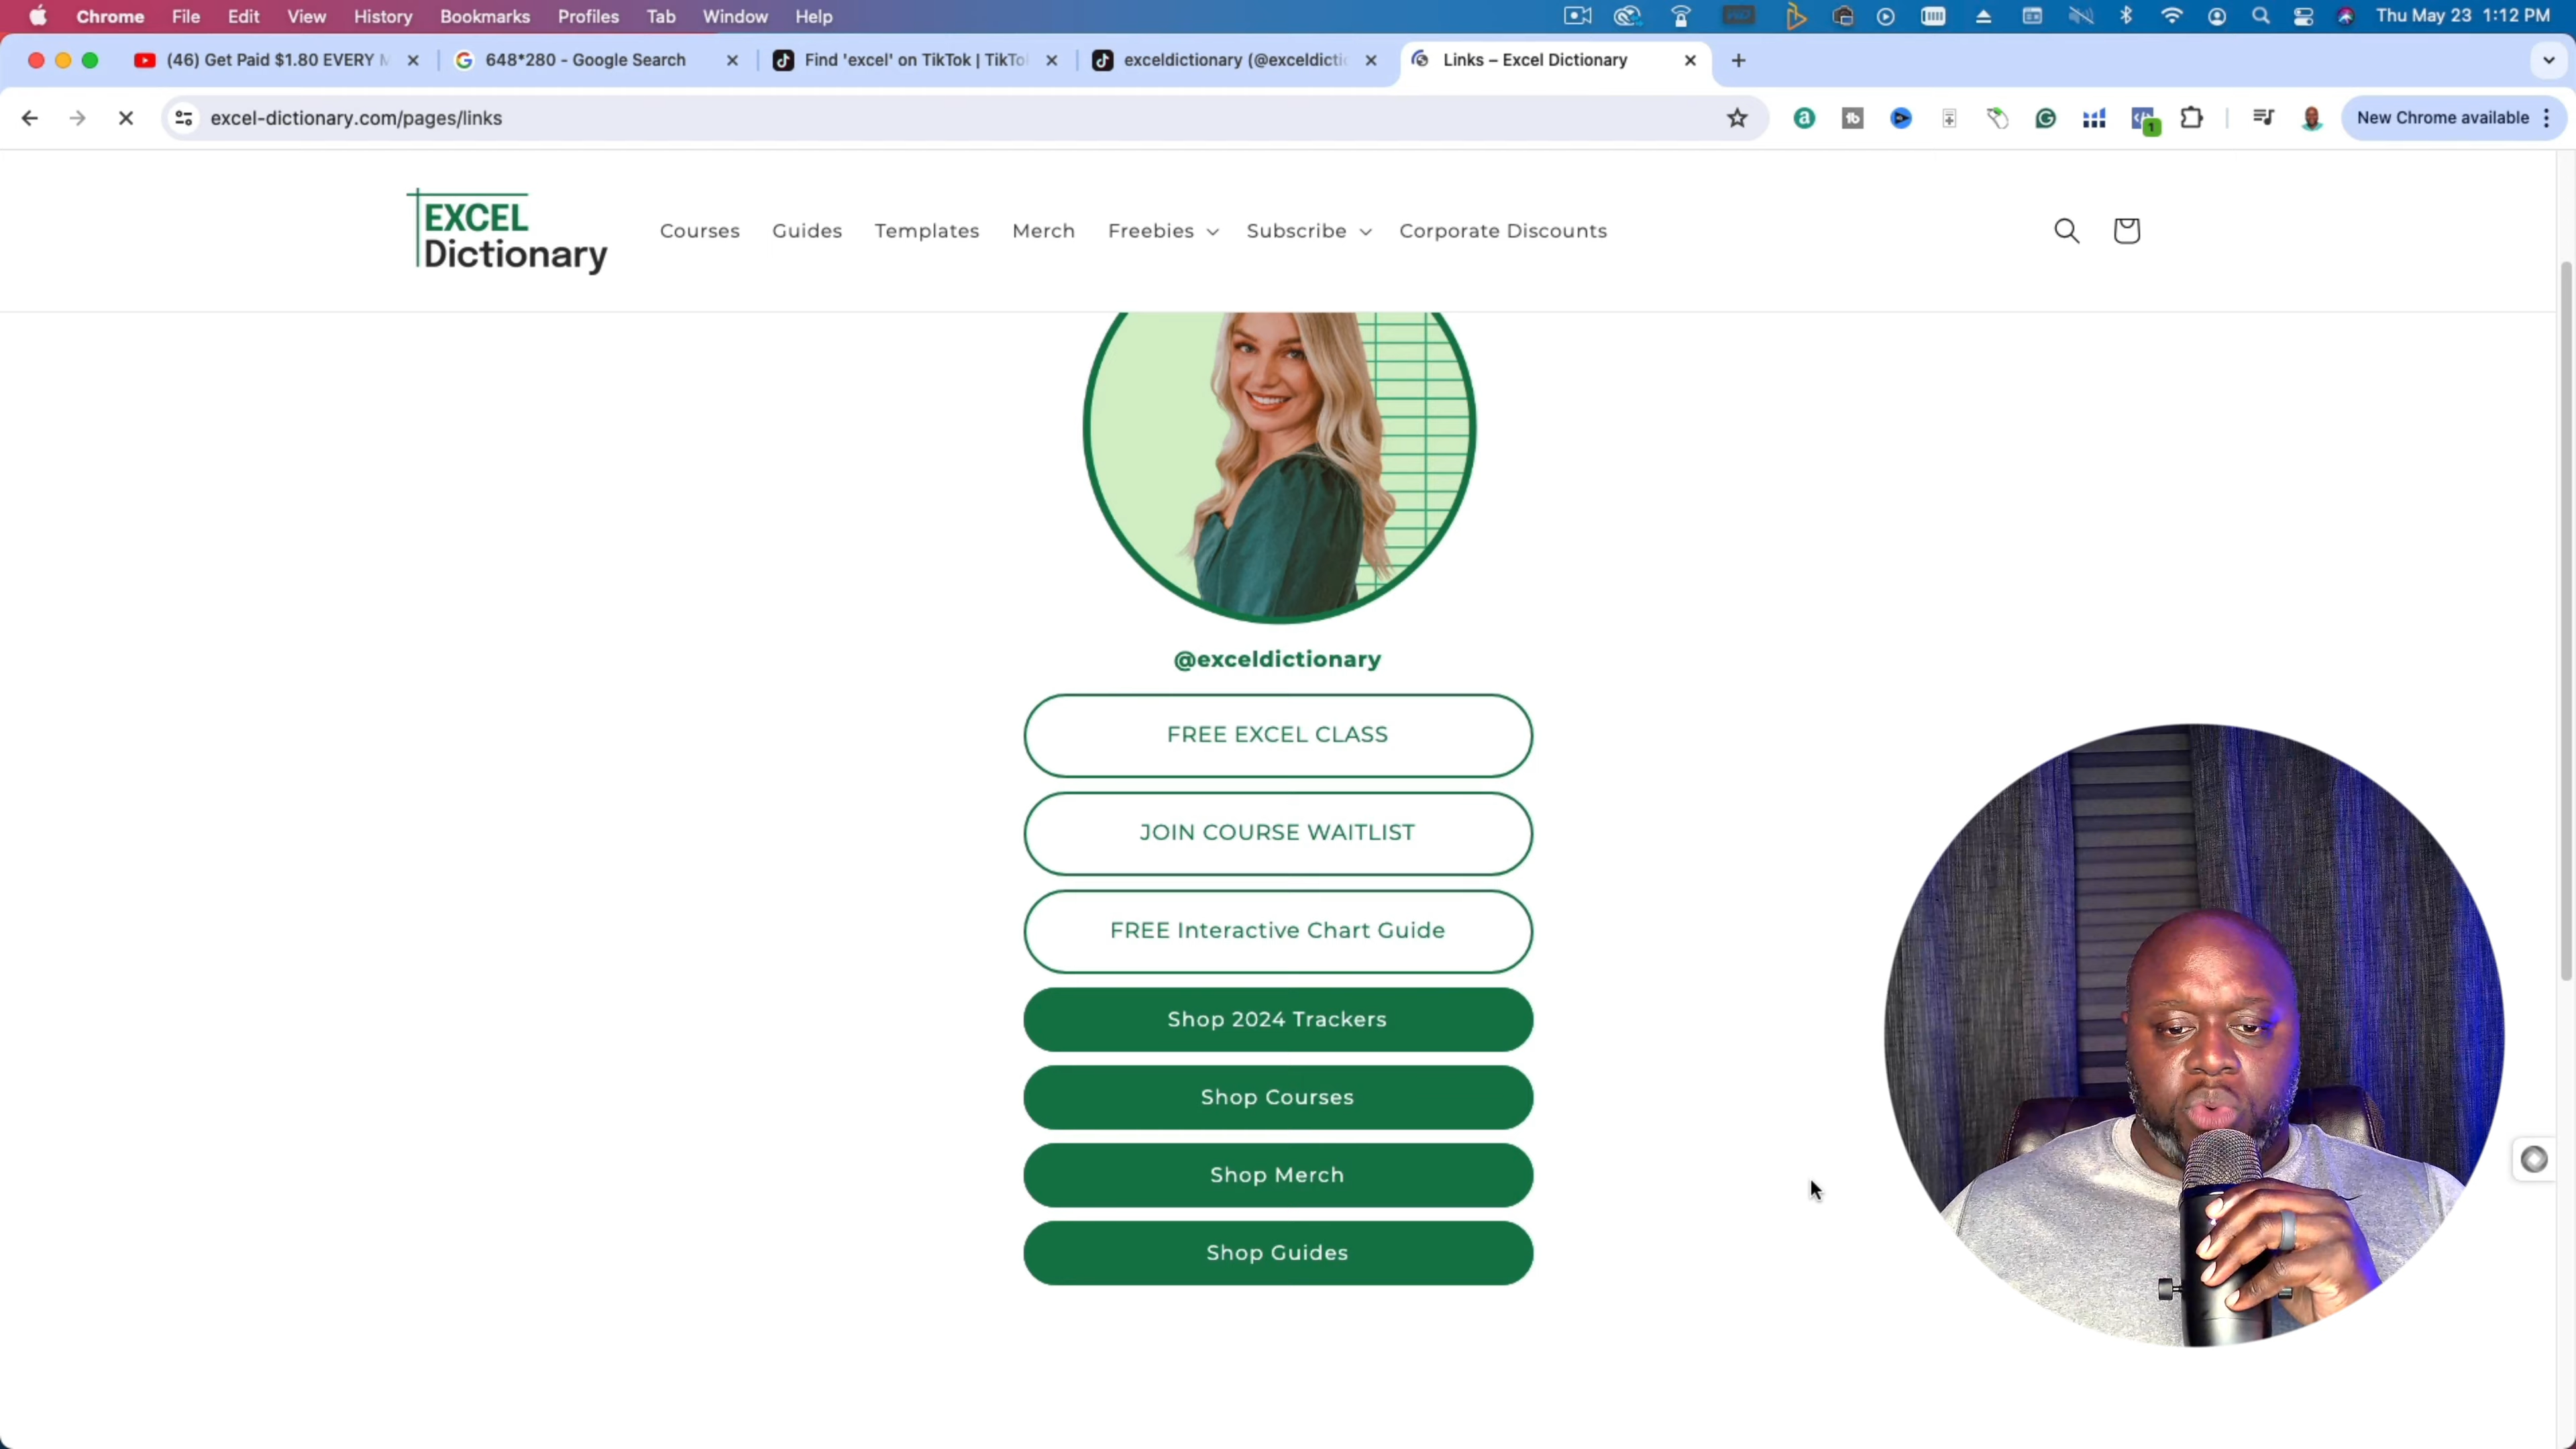 Chrome File Edit View History Bookmarks Profiles Tab Window Help Thu May 23 1:12 PM
(46) Get Paid $1.80 EVERY M 648*280 - Google Search Find 'excel' on TikTok | TikTo exceldictionary (@exceldicti Links – Excel Dictionary
excel-dictionary.com/pages/links New Chrome available
EXCEL
Dictionary
Courses Guides Templates Merch Freebies Subscribe Corporate Discounts
@exceldictionary
FREE EXCEL CLASS
JOIN COURSE WAITLIST
FREE Interactive Chart Guide
Shop 2024 Trackers
Shop Courses
Shop Merch
Shop Guides